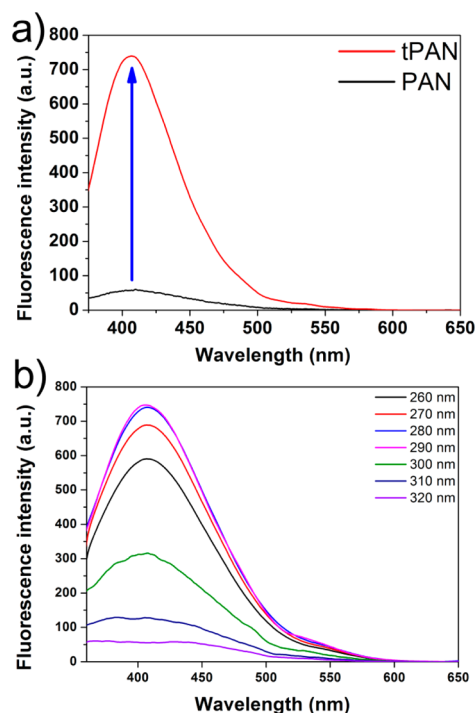 a)
tPAN
PAN
800
700
600
500
400
300
200
100
0
Fluorescence intensity (a.u.)
400 450 500 550 600 650
Wavelength (nm)
b)
260 nm
270 nm
280 nm
290 nm
300 nm
310 nm
320 nm
800
700
600
500
400
300
200
100
0
Fluorescence intensity (a.u.)
400 450 500 550 600 650
Wavelength (nm)